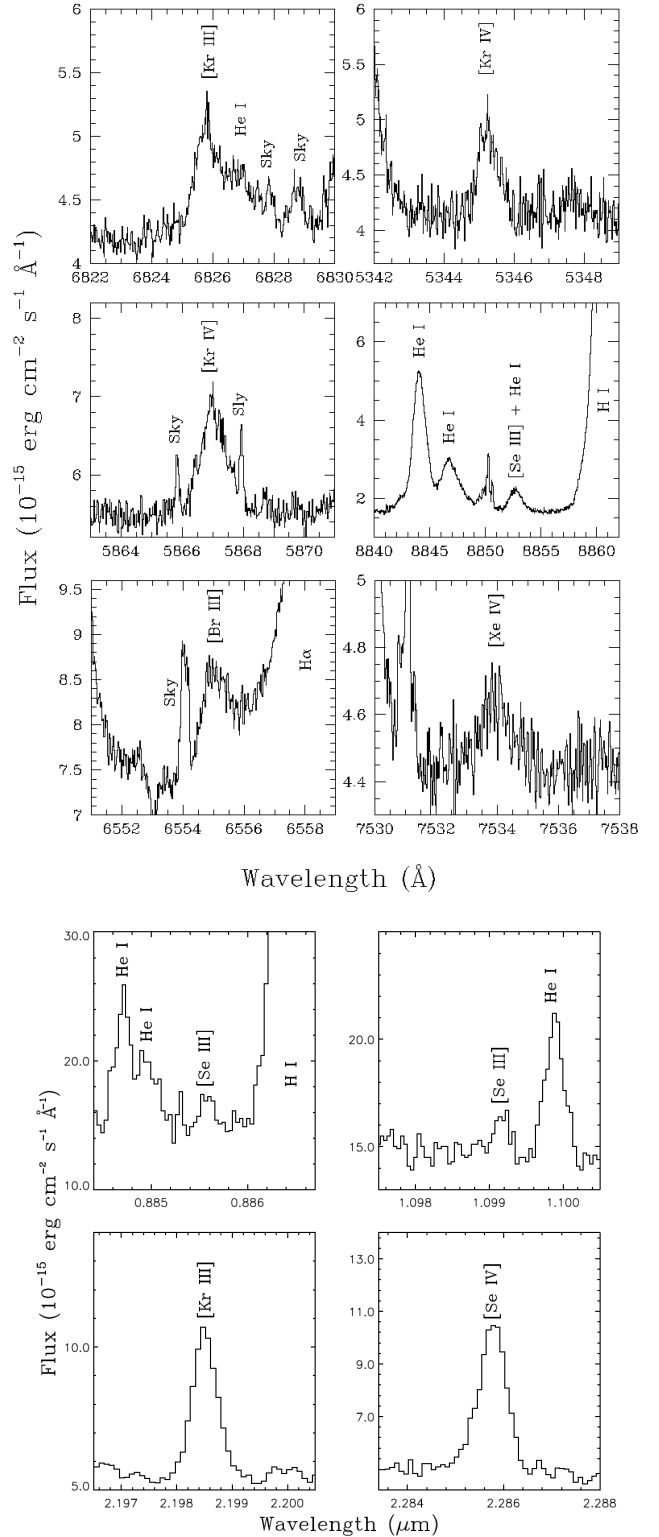 6
5.5
5
4.5
4
[Kr III]
He I
Sky
Sky
6822 6824 6826 6828 6830
6
5.5
5
4.5
4
[Kr IV]
5342 5344 5346 5348
8
7
6
Sky
[Kr IV]
Sly
5864 5866 5868 5870
6
4
2
He I
He I
[Se III] + He I
H I
8840 8845 8850 8855 8860
9.5
9
8.5
8
7.5
7
Sky
[Br III]
Hα
6552 6554 6556 6558
5
4.8
4.6
4.4
[Xe IV]
7530 7532 7534 7536 7538
Flux (10⁻¹⁵ erg cm⁻² s⁻¹ Å⁻¹)
Wavelength (Å)
30.0
20.0
10.0
He I
He I
[Se III]
H I
0.885 0.886
20.0
15.0
[Se III]
He I
1.098 1.099 1.100
10.0
5.0
[Kr III]
2.197 2.198 2.199 2.200
13.0
11.0
9.0
7.0
[Se IV]
2.284 2.286 2.288
Flux (10⁻¹⁵ erg cm⁻² s⁻¹ Å⁻¹)
Wavelength (μm)